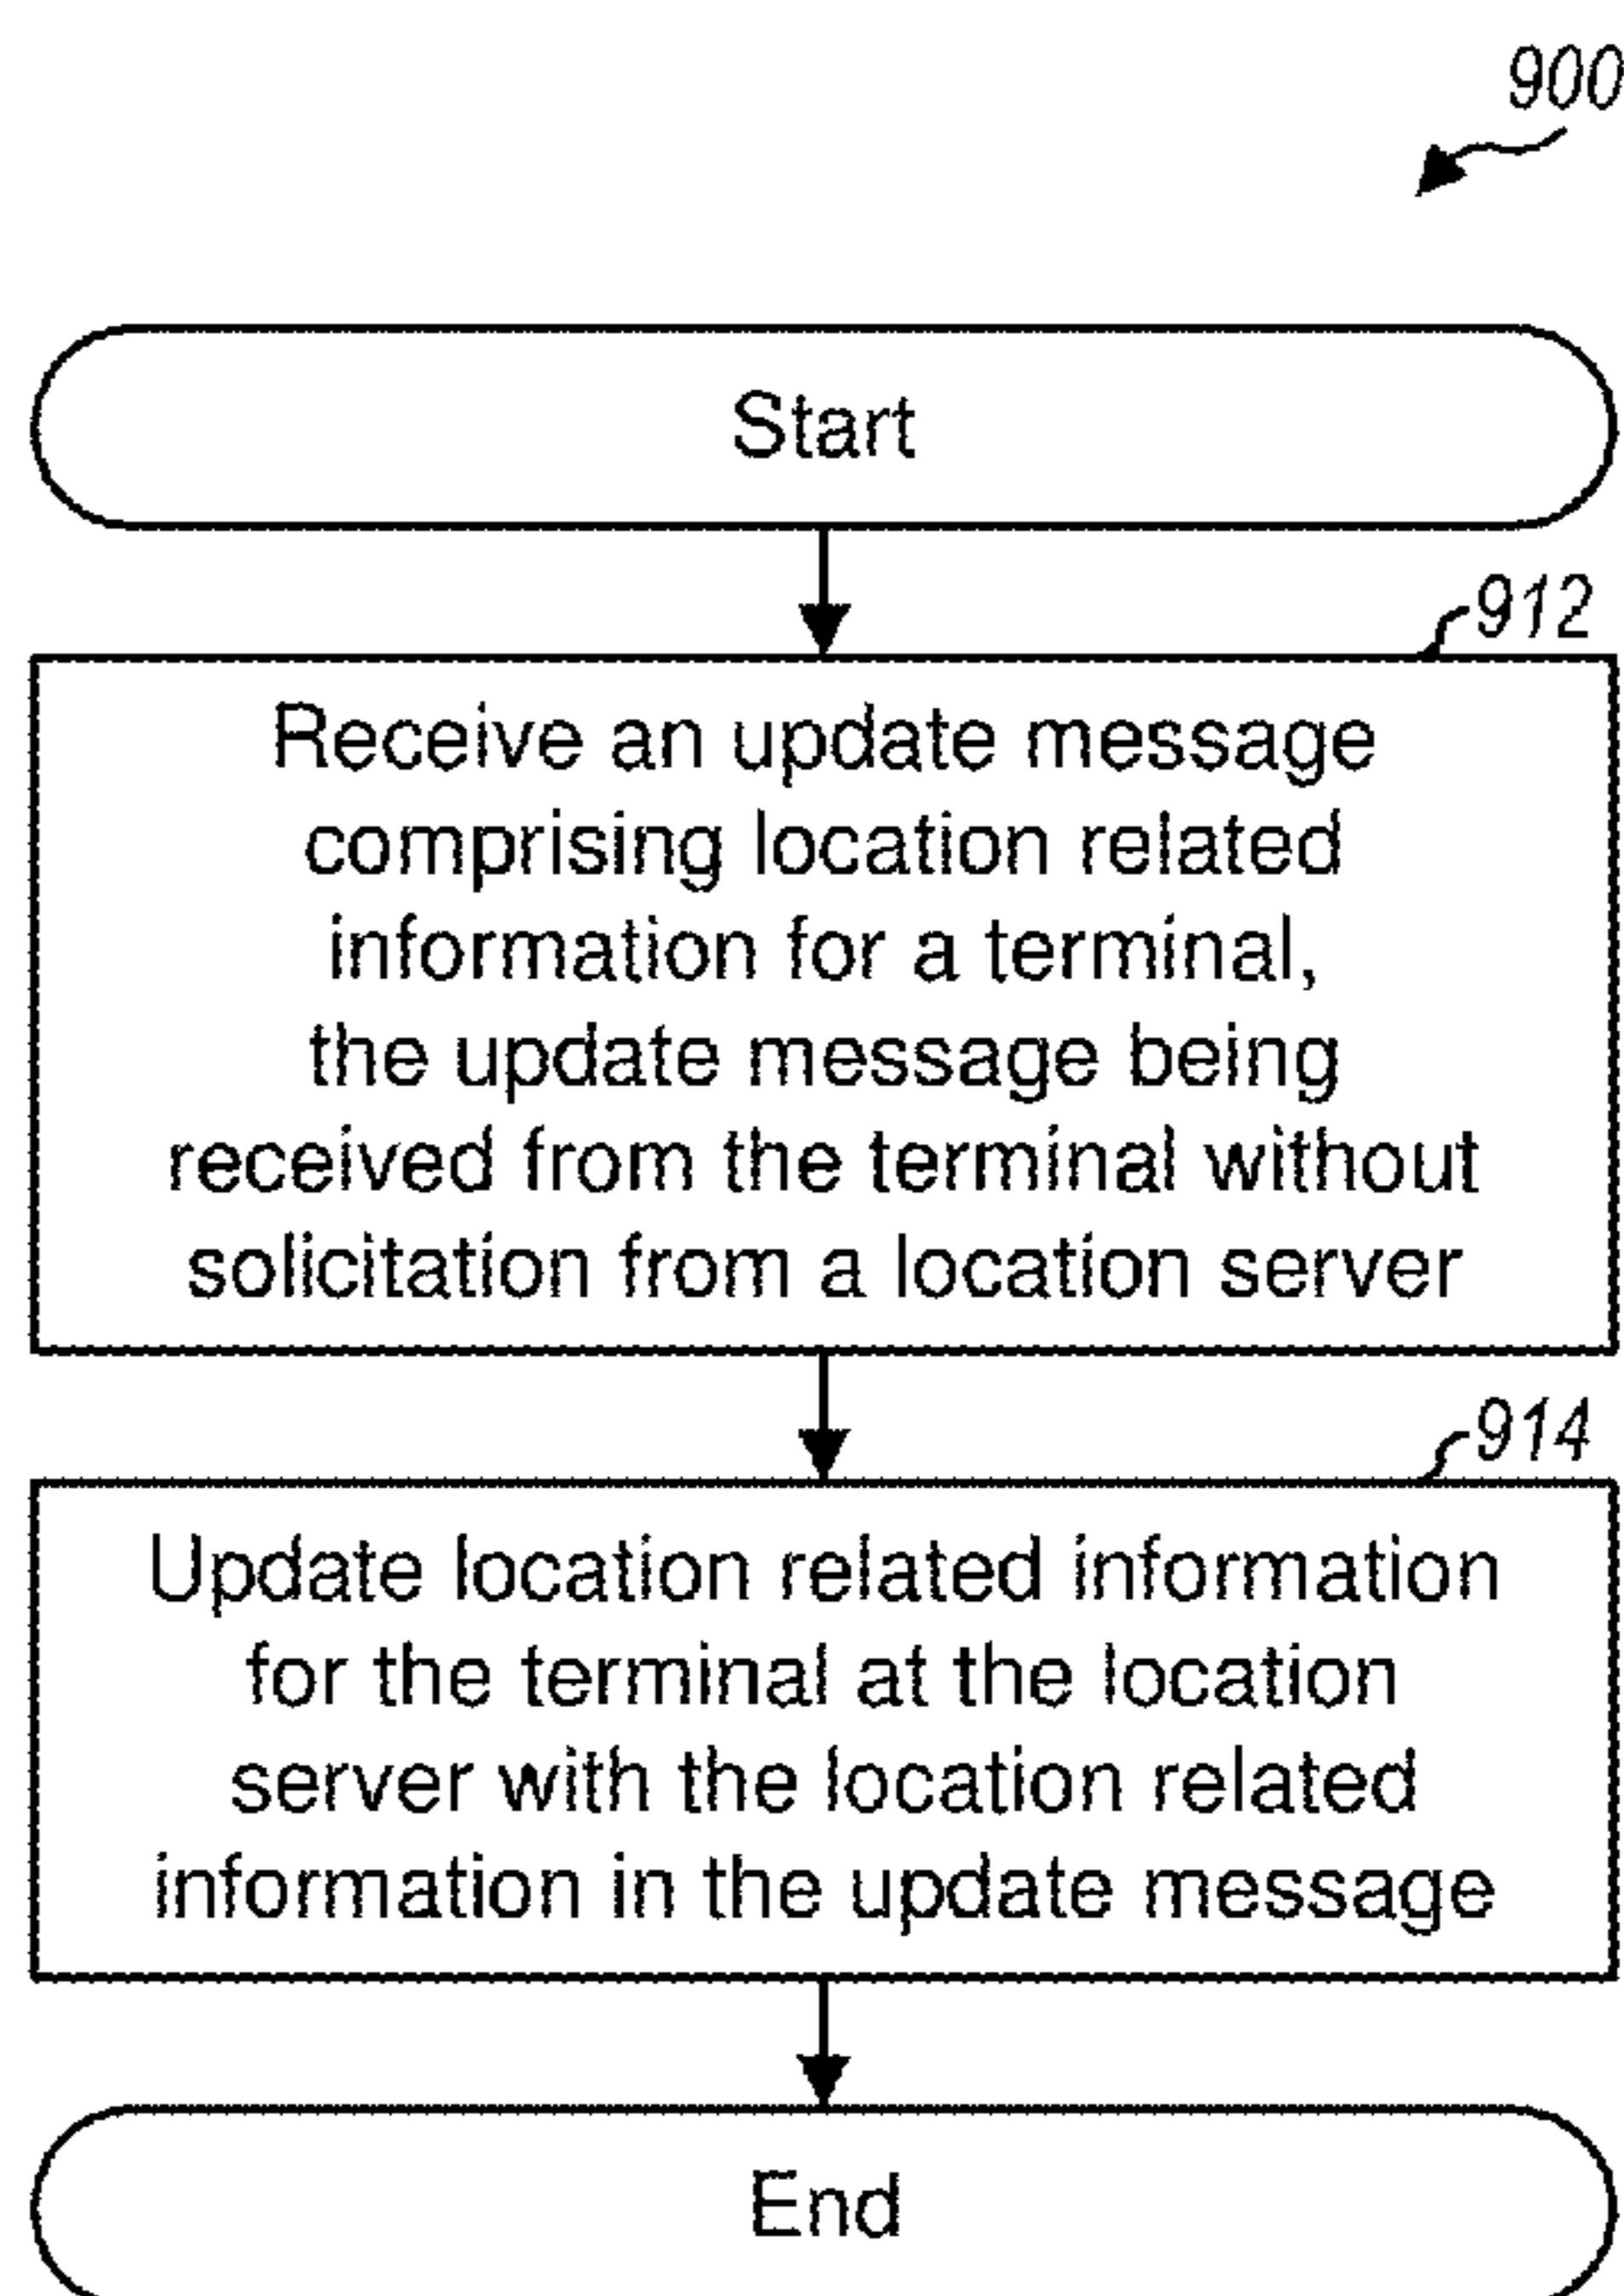 900
Start
912
Receive an update message
comprising location related
information for a terminal,
the update message being
received from the terminal without
solicitation from a location server
914
Update location related information
for the terminal at the location
server with the location related
information in the update message
End